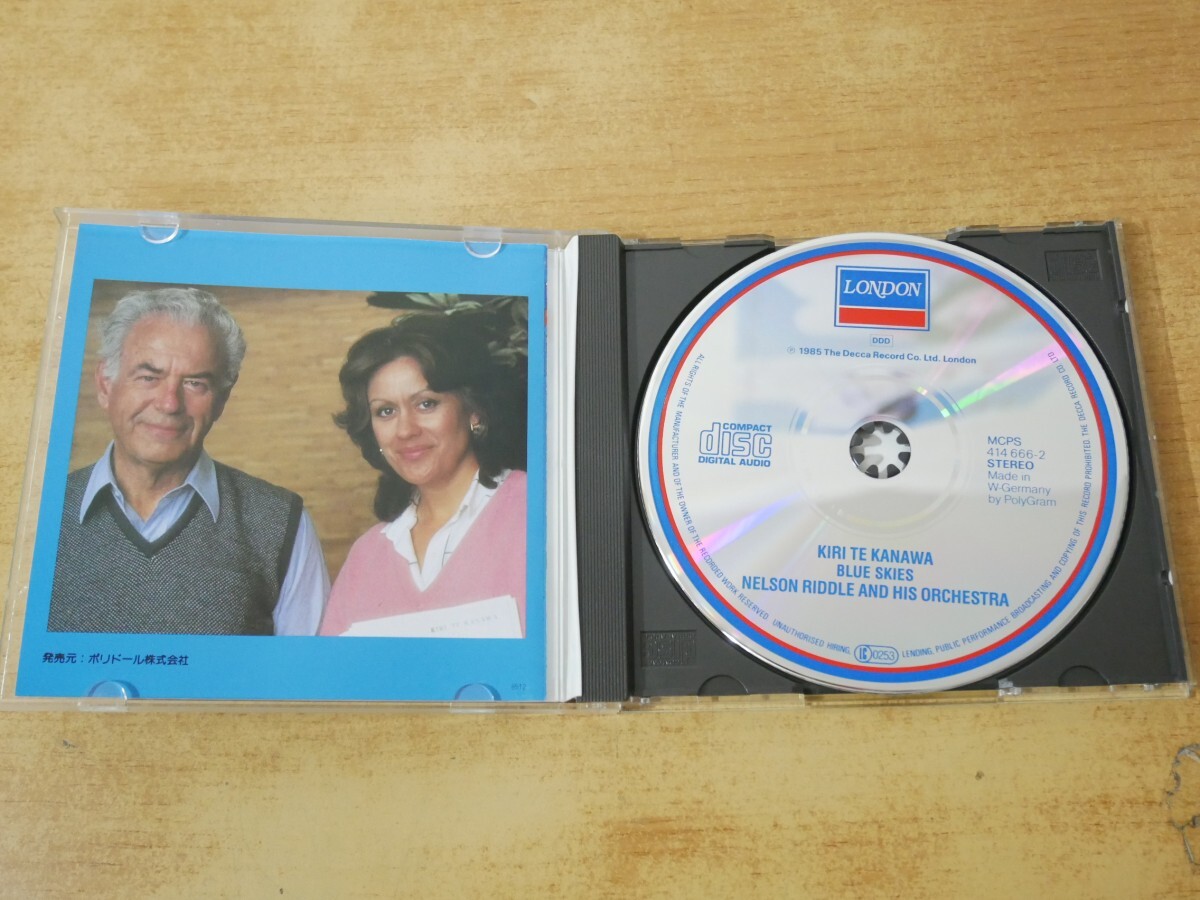 発売元：ポリドール株式会社
LONDON
DDD
℗ 1985 The Decca Record Co. Ltd. London
COMPACT
disc
DIGITAL AUDIO
MCPS
414 666-2
STEREO
Made in
W-Germany
by PolyGram
KIRI TE KANAWA
BLUE SKIES
NELSON RIDDLE AND HIS ORCHESTRA
ALL RIGHTS OF THE MANUFACTURER AND OF THE OWNER OF THE RECORDED WORK RESERVED. UNAUTHORISED HIRING, LENDING, PUBLIC PERFORMANCE BROADCASTING AND COPYING OF THIS RECORD PROHIBITED. THE DECCA RECORD CO. LTD.
LC 0253